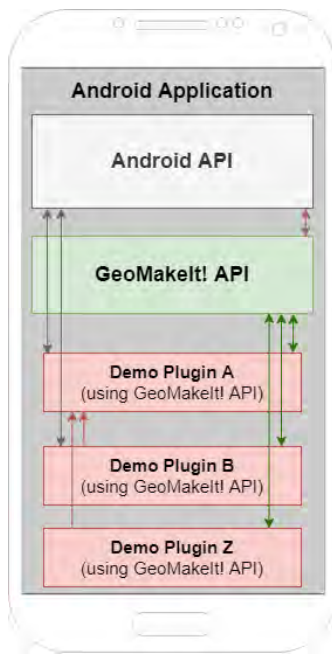 Android Application
Android API
GeoMakeIt! API
Demo Plugin A
(using GeoMakeIt! API)
Demo Plugin B
(using GeoMakeIt! API)
Demo Plugin Z
(using GeoMakeIt! API)